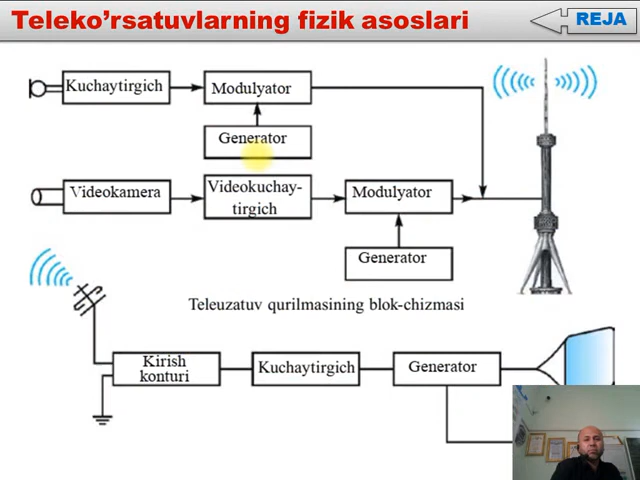 Teleko’rsatuvlarning fizik asoslari
REJA
Kuchaytirgich
Modulyator
Generator
Videokamera
Videokuchay-
tirgich
Modulyator
Generator
Teleuzatuv qurilmasining blok-chizmasi
Kirish
konturi
Kuchaytirgich
Generator